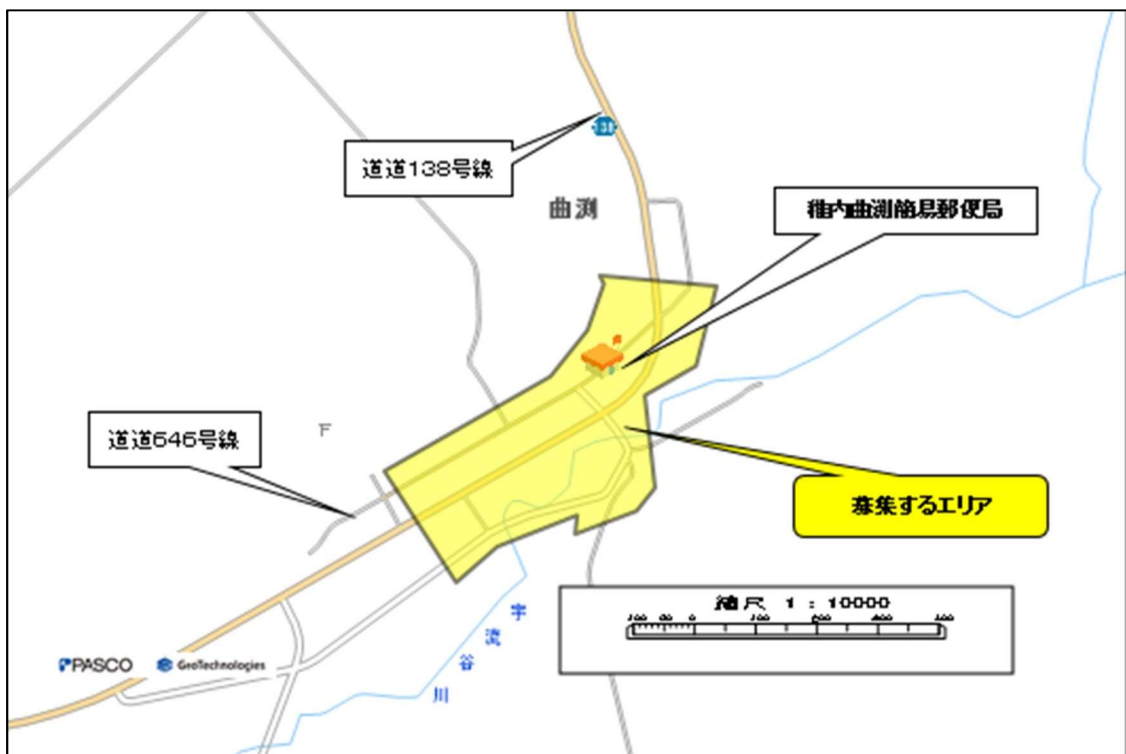 道道138号線
138
曲渕
稚内曲渕簡易郵便局
道道646号線
下
募集するエリア
縮尺 1 : 10000
宇流谷川
PASCO
GeoTechnologies